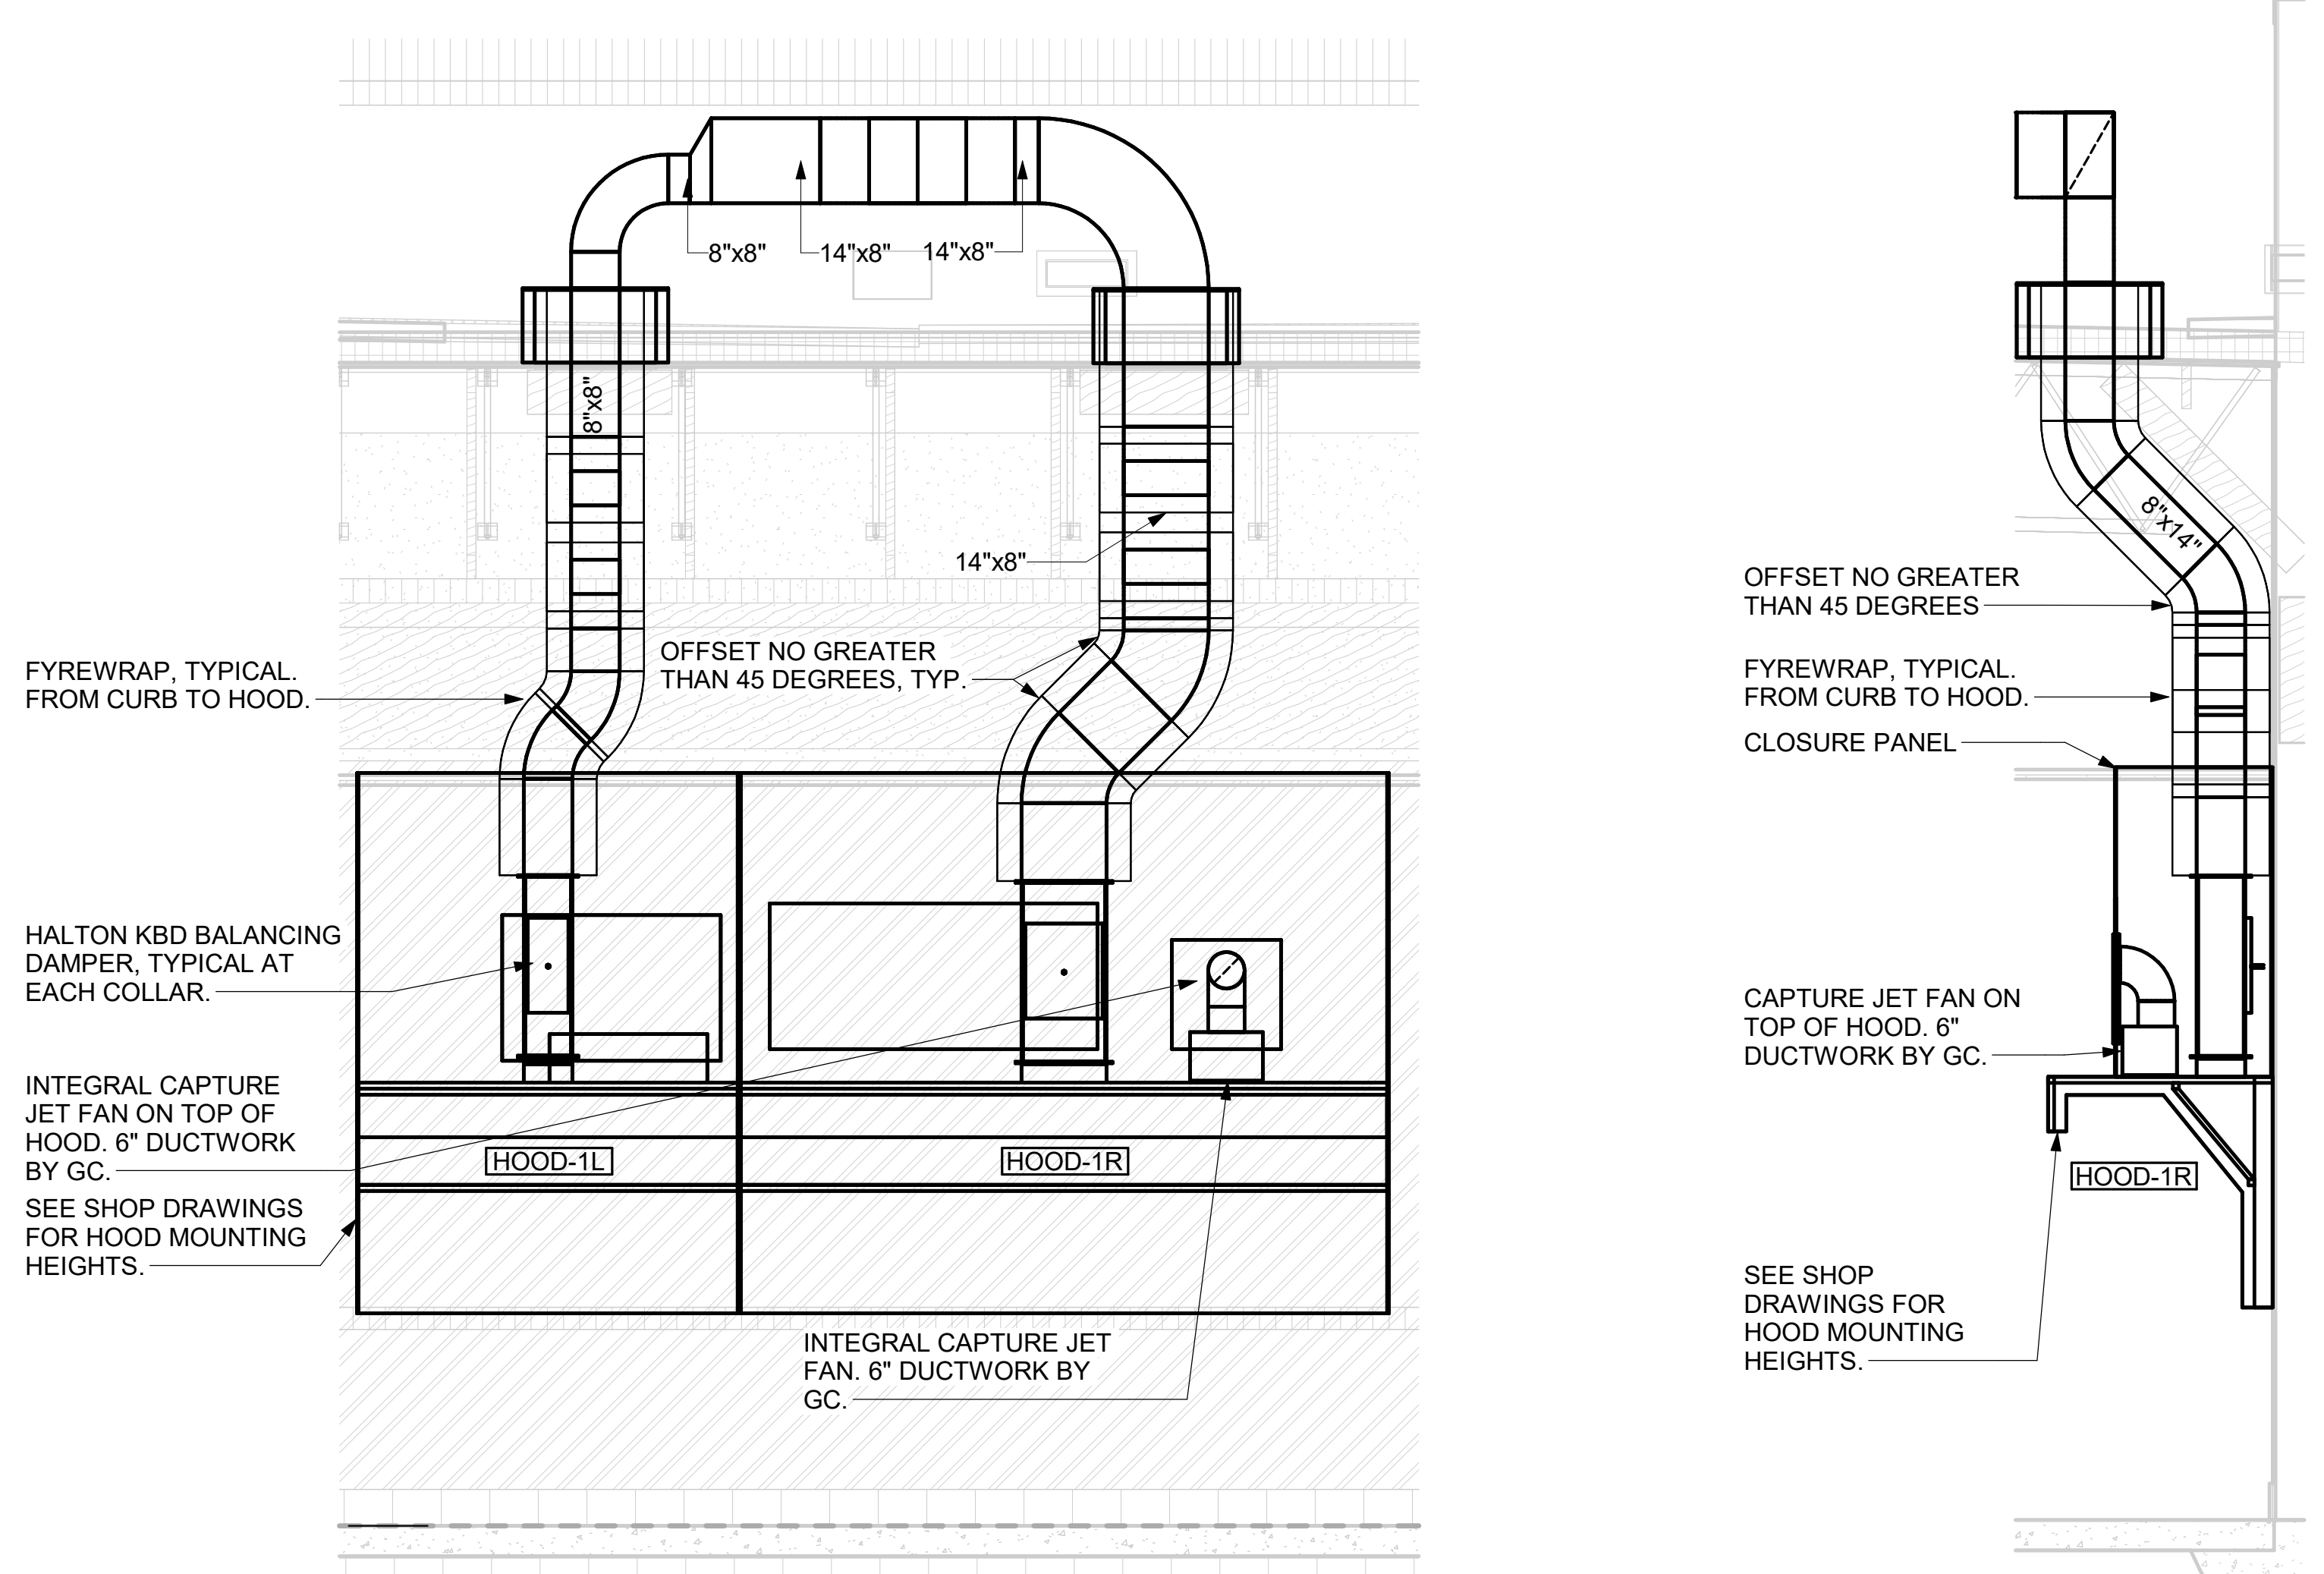 8"x8"
14"x8"
14"x8"
8"x8"
14"x8"
OFFSET NO GREATER
THAN 45 DEGREES, TYP.
FYREWRAP, TYPICAL.
FROM CURB TO HOOD.
HALTON KBD BALANCING
DAMPER, TYPICAL AT
EACH COLLAR.
INTEGRAL CAPTURE
JET FAN ON TOP OF
HOOD. 6" DUCTWORK
BY GC.
SEE SHOP DRAWINGS
FOR HOOD MOUNTING
HEIGHTS.
HOOD-1L
HOOD-1R
INTEGRAL CAPTURE JET
FAN. 6" DUCTWORK BY
GC.
8"x14"
OFFSET NO GREATER
THAN 45 DEGREES
FYREWRAP, TYPICAL.
FROM CURB TO HOOD.
CLOSURE PANEL
CAPTURE JET FAN ON
TOP OF HOOD. 6"
DUCTWORK BY GC.
HOOD-1R
SEE SHOP
DRAWINGS FOR
HOOD MOUNTING
HEIGHTS.